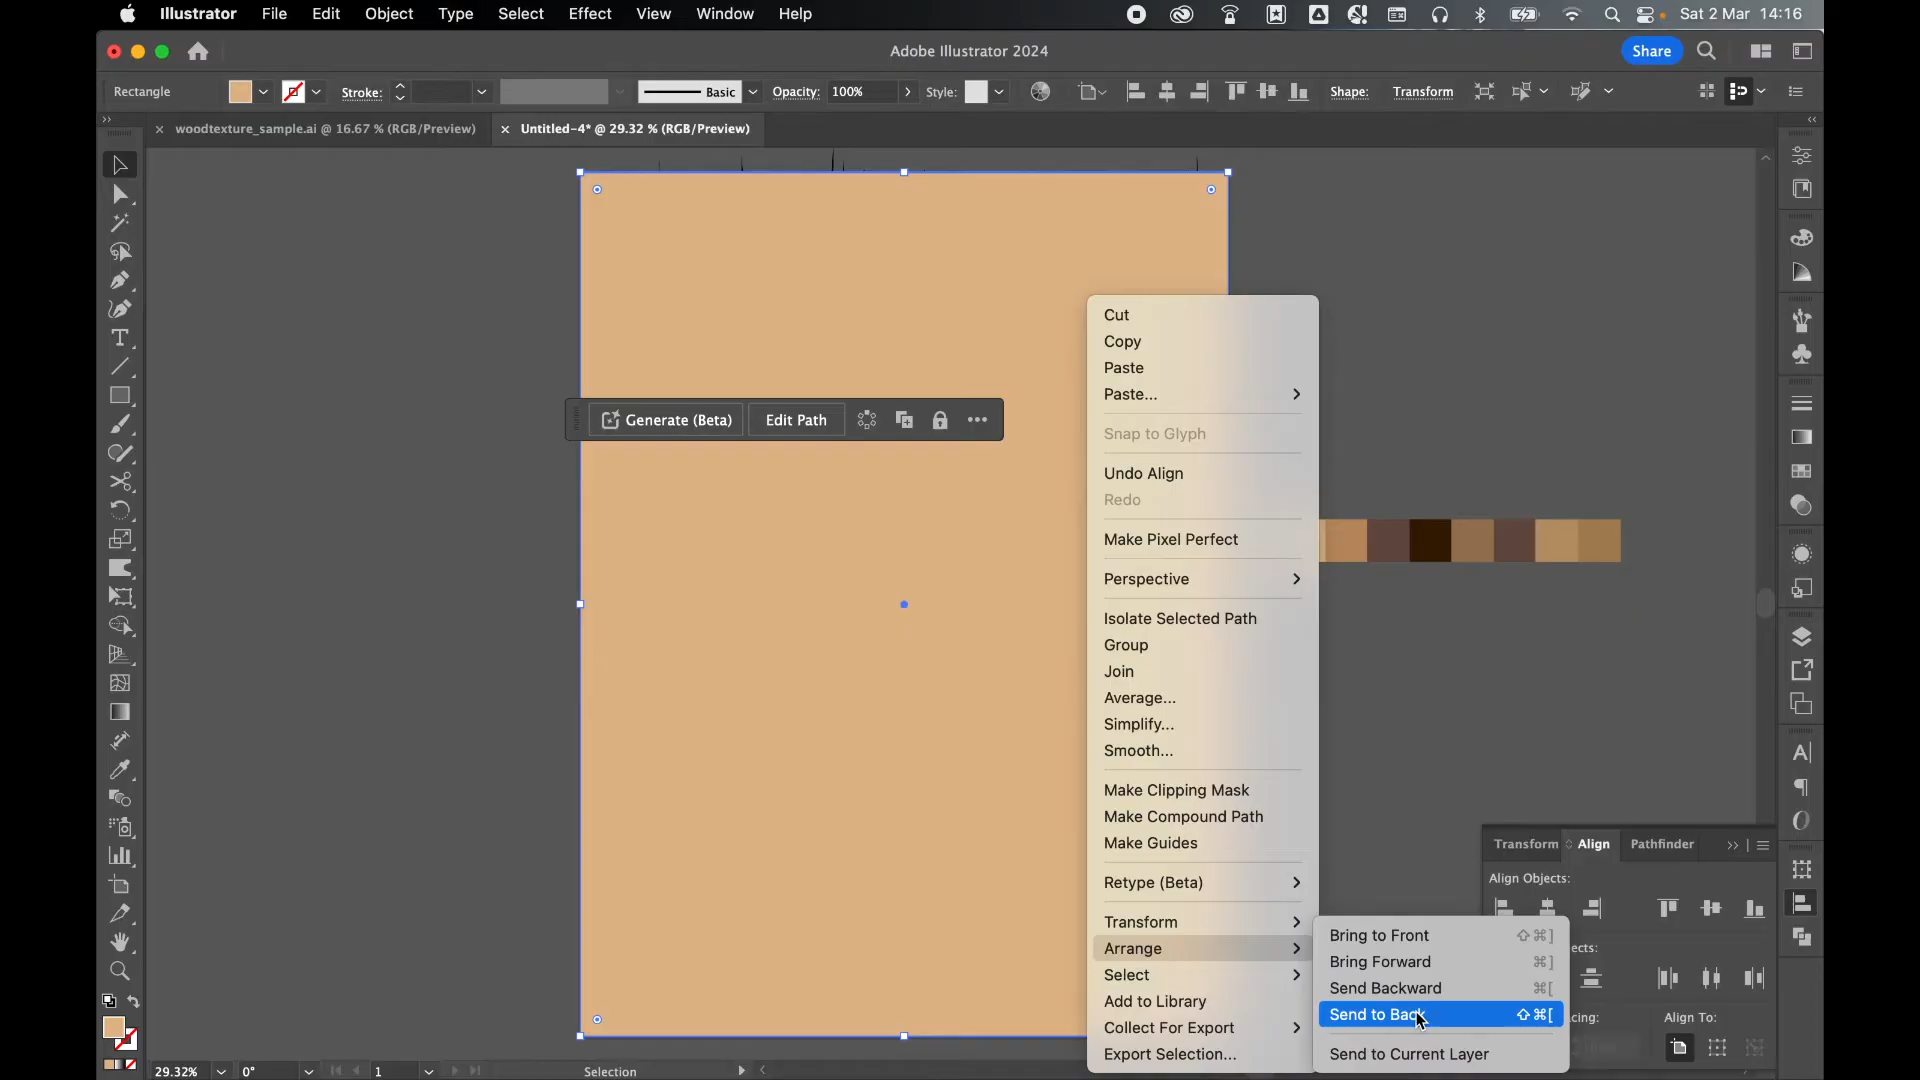 Illustrator File Edit Object Type Select Effect View Window Help Sat 2 Mar 14:16
Adobe Illustrator 2024 Share
Rectangle Stroke: Basic Opacity: 100% Style: Shape: Transform
woodtexture_sample.ai @ 16.67 % (RGB/Preview) Untitled-4* @ 29.32 % (RGB/Preview)
Generate (Beta) Edit Path
Cut
Copy
Paste
Paste...
Snap to Glyph
Undo Align
Redo
Make Pixel Perfect
Perspective
Isolate Selected Path
Group
Join
Average...
Simplify...
Smooth...
Make Clipping Mask
Make Compound Path
Make Guides
Retype (Beta)
Transform
Arrange
Select
Add to Library
Collect For Export
Export Selection...
Bring to Front ⇧⌘]
Bring Forward ⌘]
Send Backward ⌘[
Send to Back ⇧⌘[
Send to Current Layer
Transform Align Pathfinder
Align Objects:
ects:
cing: Align To:
29.32% 0° 1 Selection